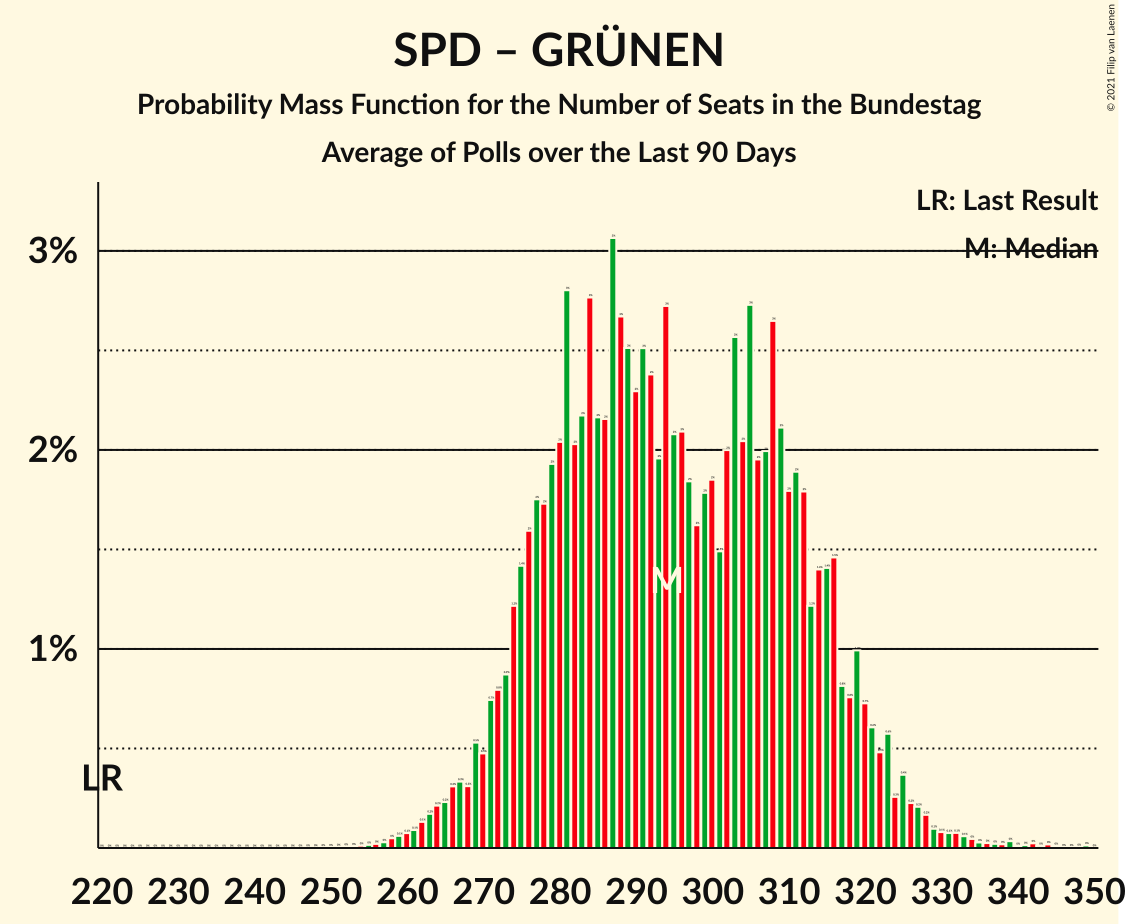 SPD – GRÜNEN
Probability Mass Function for the Number of Seats in the Bundestag
Average of Polls over the Last 90 Days
© 2021 Filip van Laenen
LR: Last Result
M: Median
3%
2%
1%
M
LR
220 230 240 250 260 270 280 290 300 310 320 330 340 350